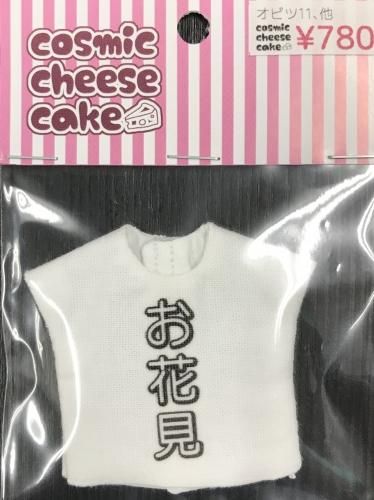 cosmic
cheese
cake
オビツ11、他
cosmic
cheese
cake
¥780
お花見